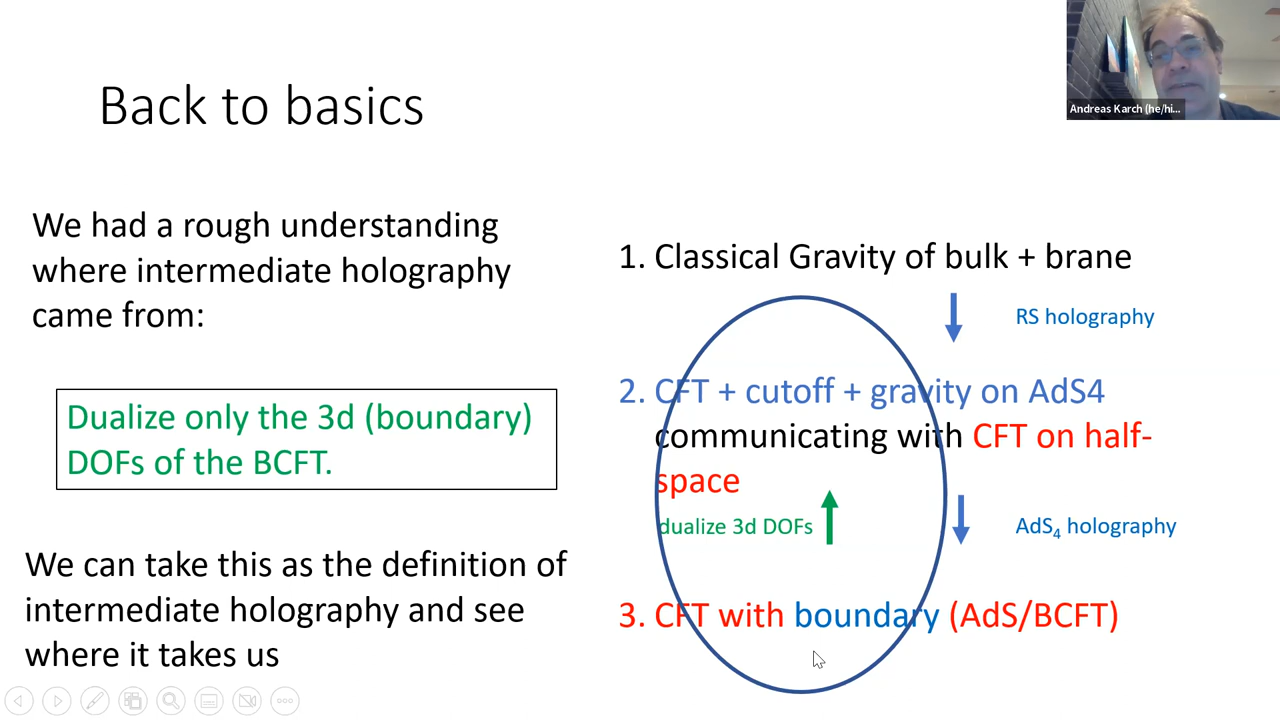 Back to basics
Andreas Karch (he/hi...
We had a rough understanding
where intermediate holography
came from:
Dualize only the 3d (boundary)
DOFs of the BCFT.
We can take this as the definition of
intermediate holography and see
where it takes us
1. Classical Gravity of bulk + brane
RS holography
2. CFT + cutoff + gravity on AdS4
communicating with CFT on half-
space
dualize 3d DOFs
AdS₄ holography
3. CFT with boundary (AdS/BCFT)